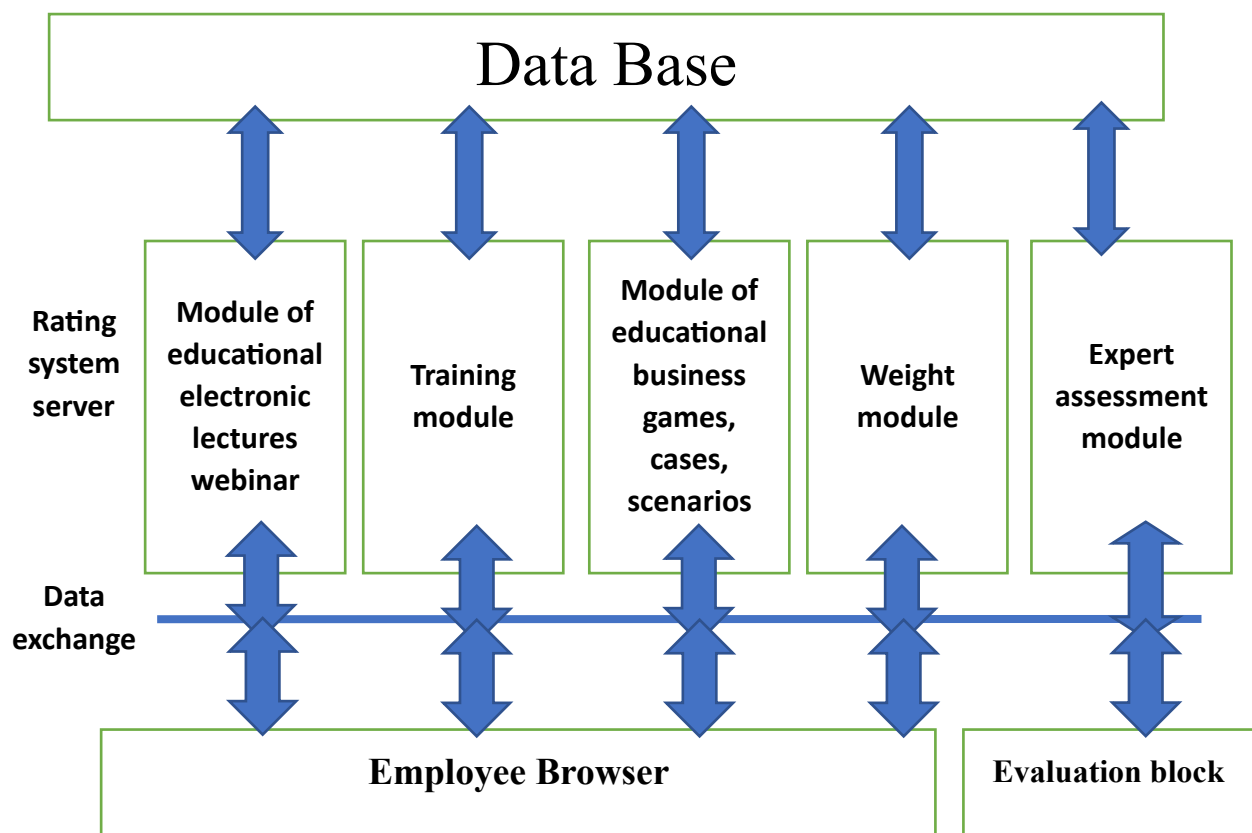 Data Base
Rating
system
server
Module of
educational
electronic
lectures
webinar
Training
module
Module of
educational
business
games,
cases,
scenarios
Weight
module
Expert
assessment
module
Data
exchange
Employee Browser
Evaluation block